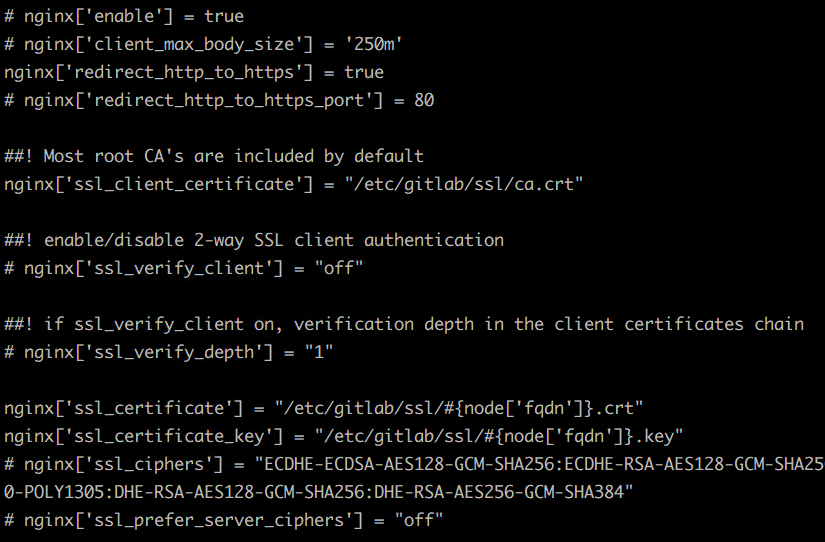 # nginx['enable'] = true
# nginx['client_max_body_size'] = '250m'
nginx['redirect_http_to_https'] = true
# nginx['redirect_http_to_https_port'] = 80
##! Most root CA's are included by default
nginx['ssl_client_certificate'] = "/etc/gitlab/ssl/ca.crt"
##! enable/disable 2-way SSL client authentication
# nginx['ssl_verify_client'] = "off"
##! if ssl_verify_client on, verification depth in the client certificates chain
# nginx['ssl_verify_depth'] = "1"
nginx['ssl_certificate'] = "/etc/gitlab/ssl/#{node['fqdn']}.crt"
nginx['ssl_certificate_key'] = "/etc/gitlab/ssl/#{node['fqdn']}.key"
# nginx['ssl_ciphers'] = "ECDHE-ECDSA-AES128-GCM-SHA256:ECDHE-RSA-AES128-GCM-SHA25
0-POLY1305:DHE-RSA-AES128-GCM-SHA256:DHE-RSA-AES256-GCM-SHA384"
# nginx['ssl_prefer_server_ciphers'] = "off"